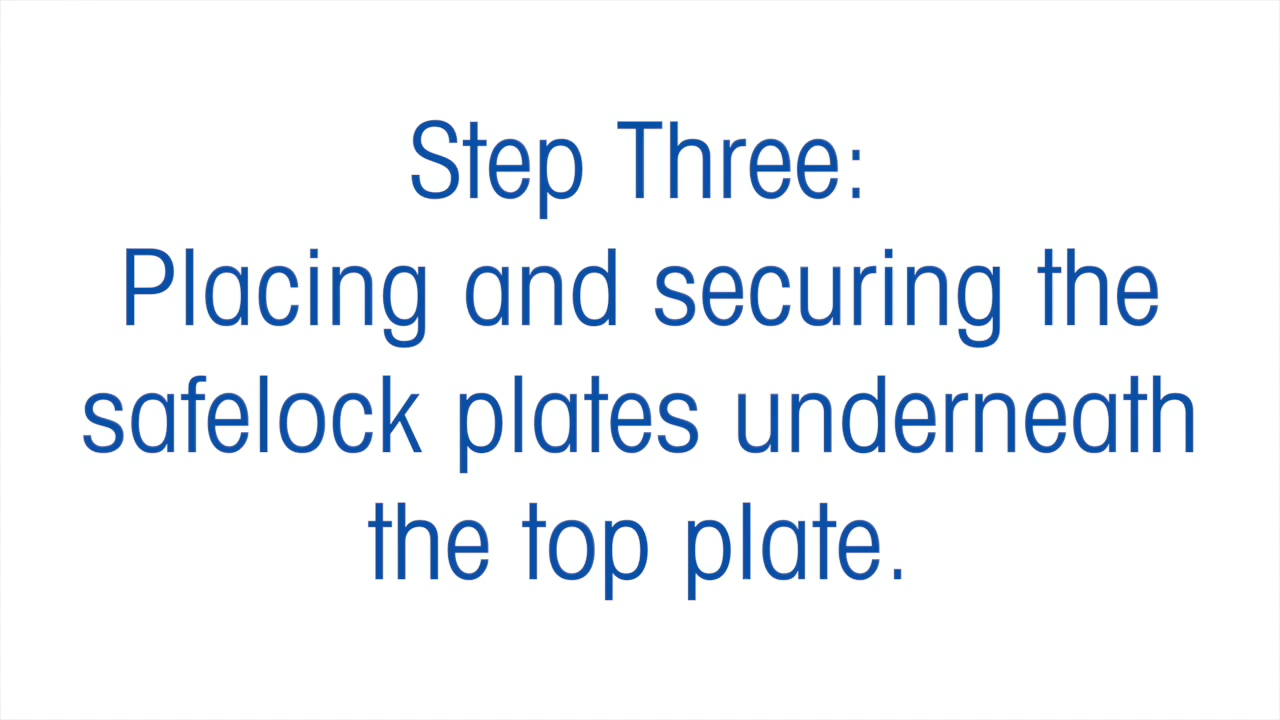 Step Three:
Placing and securing the
safelock plates underneath
the top plate.